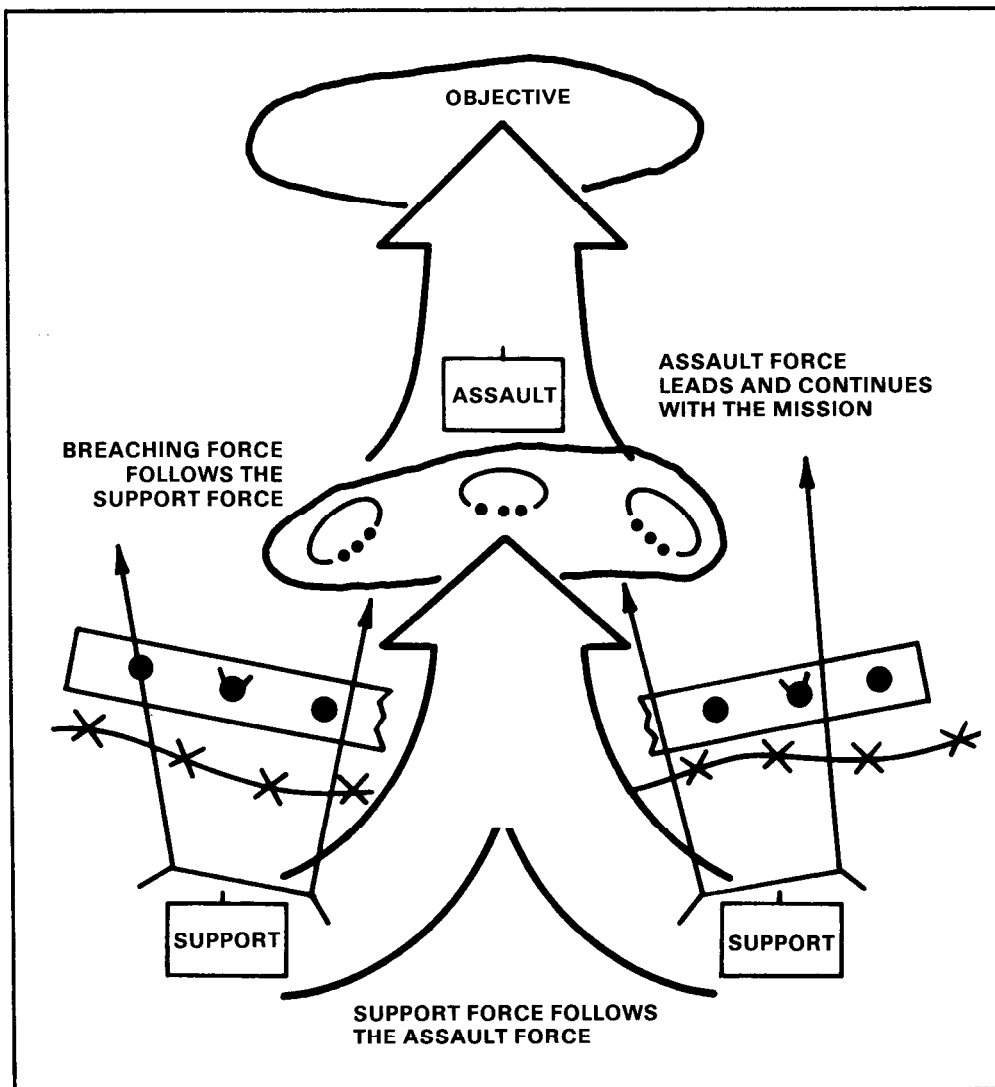 OBJECTIVE
ASSAULT
ASSAULT FORCE
LEADS AND CONTINUES
WITH THE MISSION
BREACHING FORCE
FOLLOWS THE
SUPPORT FORCE
SUPPORT
SUPPORT
SUPPORT FORCE FOLLOWS
THE ASSAULT FORCE